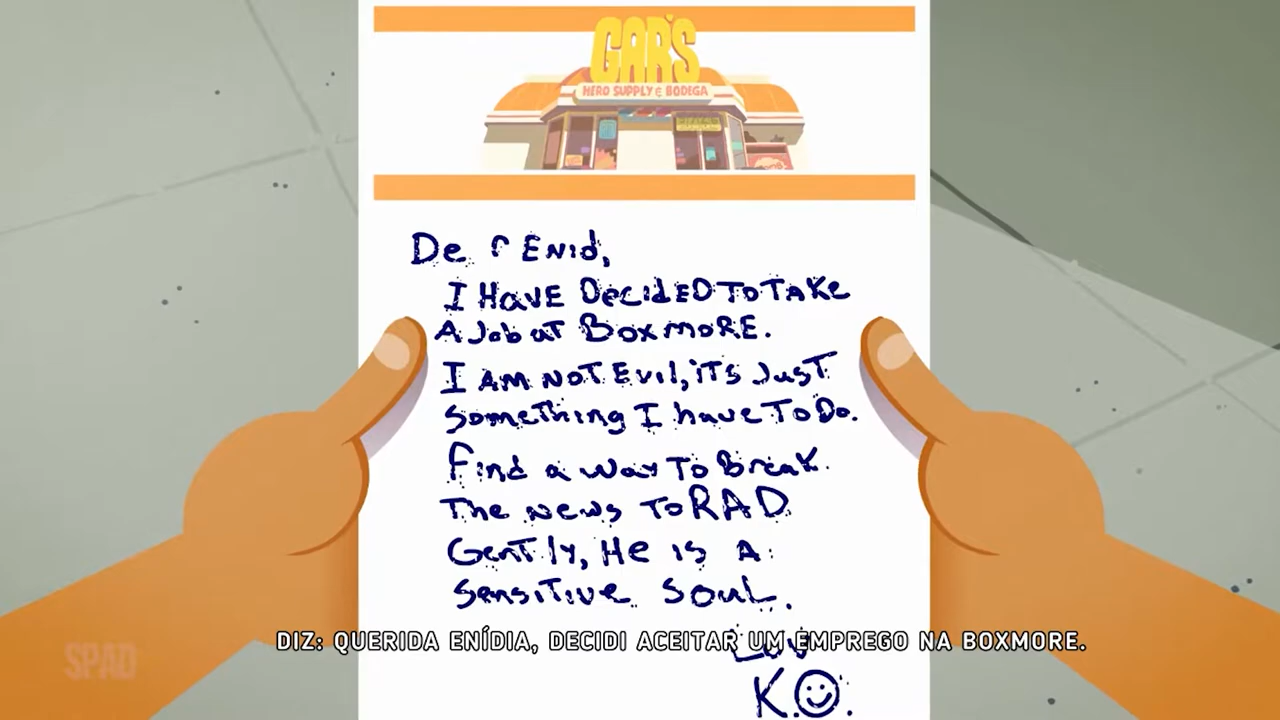 GAR'S
HERO SUPPLY & BODEGA
De r Enid,
I HavE DeciDED To TaKe
A Job at BoxmoRE.
I AM NOT Evil, iTs JusT
Something I have To Do.
Find a way To Break
The news To RAD
GenTly, He is A
SensiTive Soul.
DIZ: QUERIDA ENÍDIA, DECIDI ACEITAR UM EMPREGO NA BOXMORE.
Luv
K.O.
SPAD